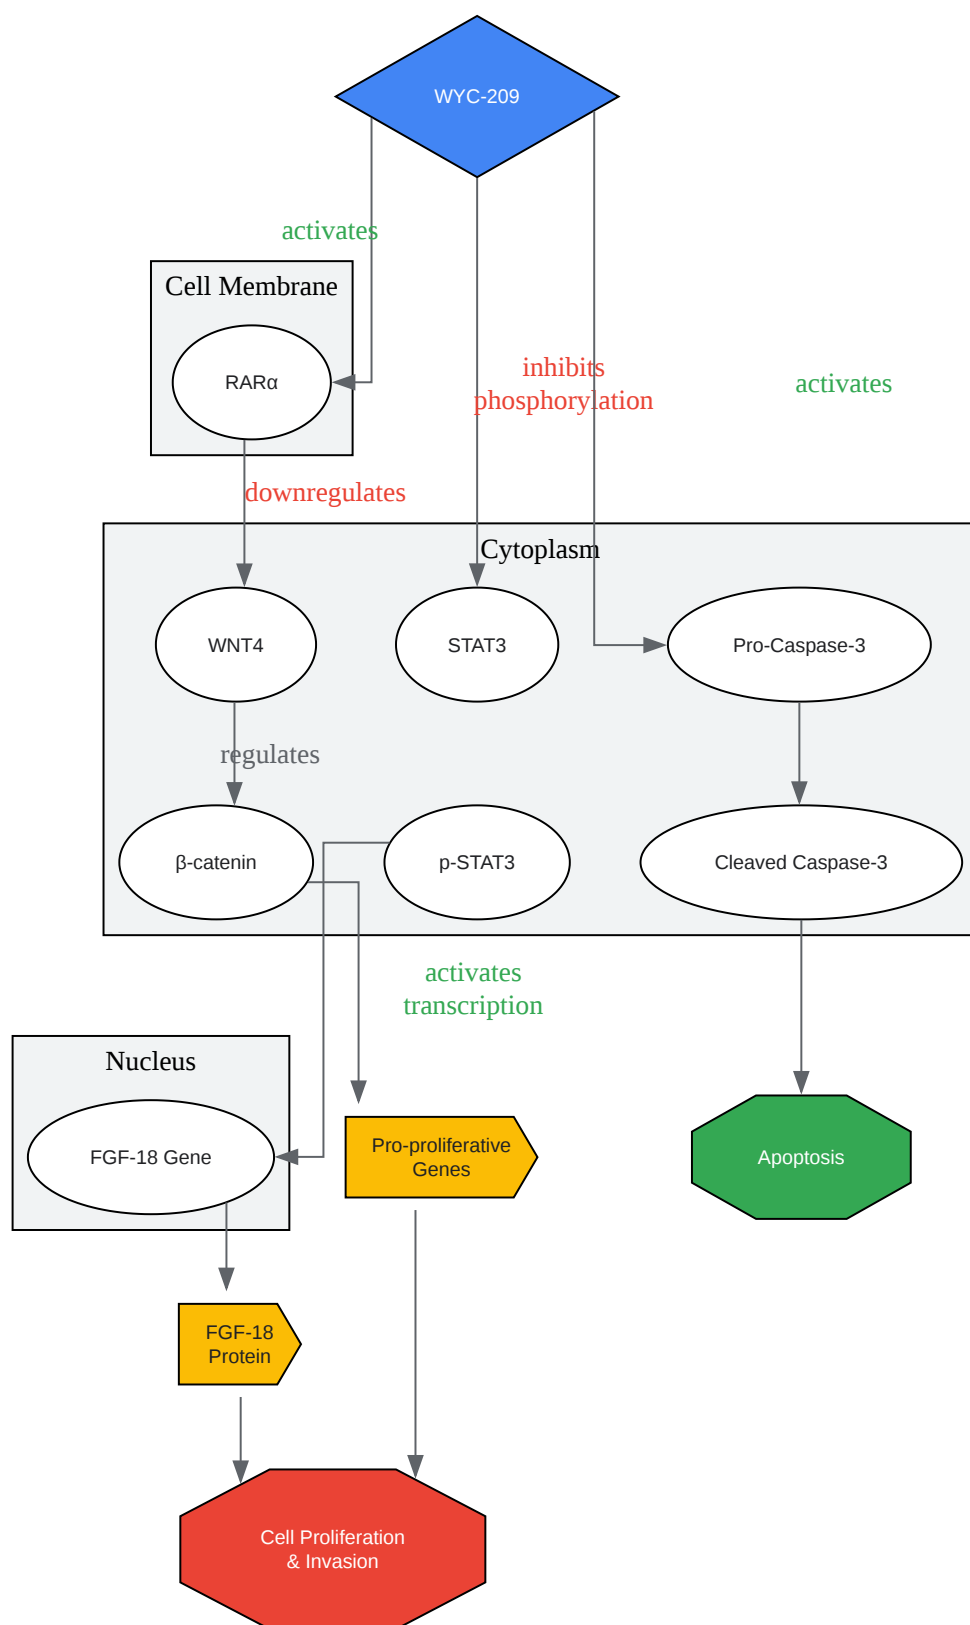 WYC-209
activates
Cell Membrane
RARα
inhibits
phosphorylation
activates
downregulates
Cytoplasm
WNT4
STAT3
Pro-Caspase-3
regulates
β-catenin
p-STAT3
Cleaved Caspase-3
activates
transcription
Nucleus
FGF-18 Gene
Pro-proliferative
Genes
Apoptosis
FGF-18
Protein
Cell Proliferation
& Invasion